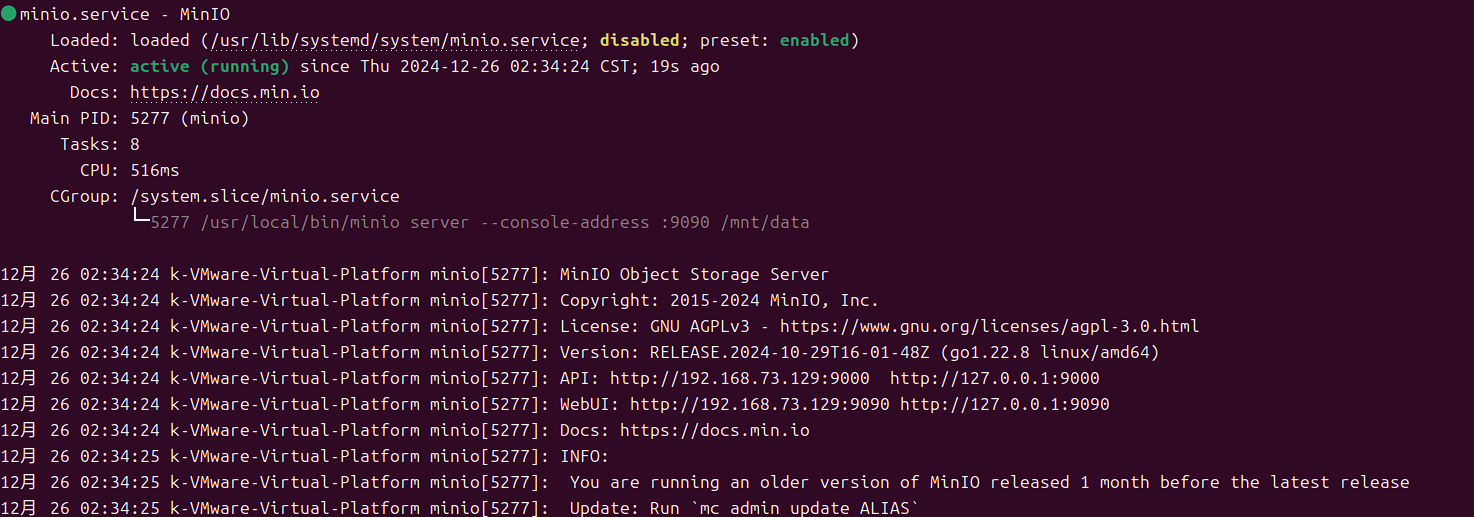 minio.service - MinIO
Loaded: loaded (/usr/lib/systemd/system/minio.service; disabled; preset: enabled)
Active: active (running) since Thu 2024-12-26 02:34:24 CST; 19s ago
Docs: https://docs.min.io
Main PID: 5277 (minio)
Tasks: 8
CPU: 516ms
CGroup: /system.slice/minio.service
└─5277 /usr/local/bin/minio server --console-address :9090 /mnt/data
12月 26 02:34:24 k-VMware-Virtual-Platform minio[5277]: MinIO Object Storage Server
12月 26 02:34:24 k-VMware-Virtual-Platform minio[5277]: Copyright: 2015-2024 MinIO, Inc.
12月 26 02:34:24 k-VMware-Virtual-Platform minio[5277]: License: GNU AGPLv3 - https://www.gnu.org/licenses/agpl-3.0.html
12月 26 02:34:24 k-VMware-Virtual-Platform minio[5277]: Version: RELEASE.2024-10-29T16-01-48Z (go1.22.8 linux/amd64)
12月 26 02:34:24 k-VMware-Virtual-Platform minio[5277]: API: http://192.168.73.129:9000  http://127.0.0.1:9000
12月 26 02:34:24 k-VMware-Virtual-Platform minio[5277]: WebUI: http://192.168.73.129:9090 http://127.0.0.1:9090
12月 26 02:34:24 k-VMware-Virtual-Platform minio[5277]: Docs: https://docs.min.io
12月 26 02:34:25 k-VMware-Virtual-Platform minio[5277]: INFO:
12月 26 02:34:25 k-VMware-Virtual-Platform minio[5277]:  You are running an older version of MinIO released 1 month before the latest release
12月 26 02:34:25 k-VMware-Virtual-Platform minio[5277]:  Update: Run `mc admin update ALIAS`